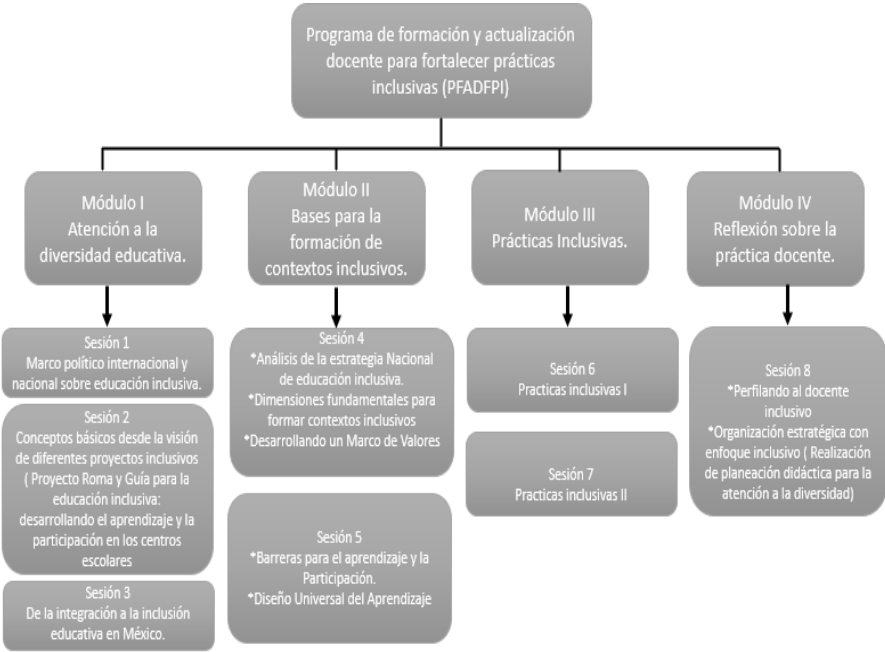 Programa de formación y actualización
docente para fortalecer prácticas
inclusivas (PFADFPI)
Módulo I
Atención a la
diversidad educativa.
Módulo II
Bases para la
formación de
contextos inclusivos.
Módulo III
Prácticas Inclusivas.
Módulo IV
Reflexión sobre la
práctica docente.
Sesión 1
Marco político internacional y
nacional sobre educación inclusiva.
Sesión 2
Conceptos básicos desde la visión
de diferentes proyectos inclusivos
( Proyecto Roma y Guía para la
educación inclusiva:
desarrollando el aprendizaje y la
participación en los centros
escolares
Sesión 3
De la integración a la inclusión
educativa en México.
Sesión 4
*Análisis de la estrategia Nacional
de educación inclusiva.
*Dimensiones fundamentales para
formar contextos inclusivos
*Desarrollando un Marco de Valores
Sesión 5
*Barreras para el aprendizaje y la
Participación.
*Diseño Universal del Aprendizaje
Sesión 6
Practicas inclusivas I
Sesión 7
Practicas inclusivas II
Sesión 8
*Perfilando al docente
inclusivo
*Organización estratégica con
enfoque inclusivo ( Realización
de planeación didáctica para la
atención a la diversidad)